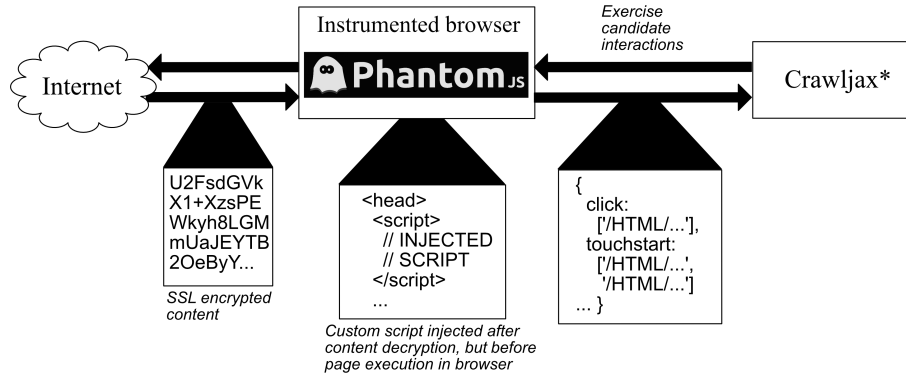 Instrumented browser
PhantomJS
Internet
Exercise
candidate
interactions
Crawljax*
U2FsdGVk
X1+XzsPE
Wkyh8LGM
mUaJEYTB
2OeByY...
SSL encrypted
content
<head>
<script>
// INJECTED
// SCRIPT
</script>
...
Custom script injected after
content decryption, but before
page execution in browser
{
click:
['/HTML/...'],
touchstart:
['/HTML/...',
'/HTML/...']
... }